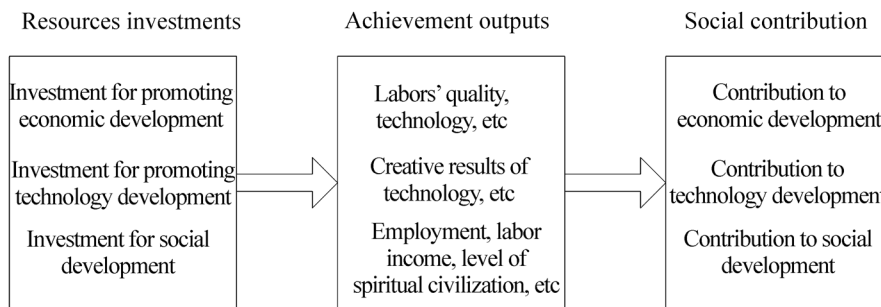 Resources investments
Achievement outputs
Social contribution
Investment for promoting
economic development
Investment for promoting
technology development
Investment for social
development
Labors' quality,
technology, etc
Creative results of
technology, etc
Employment, labor
income, level of
spiritual civilization, etc
Contribution to
economic development
Contribution to
technology development
Contribution to social
development